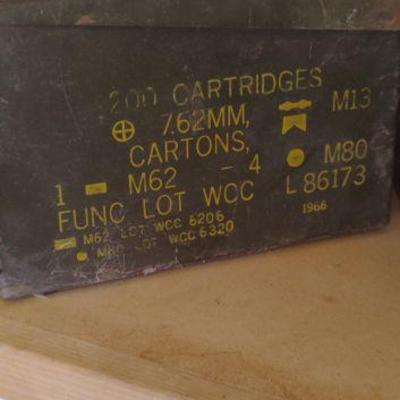 200 CARTRIDGES
7.62MM, M13
CARTONS,
1 - M62 - 4 M80
FUNC LOT WCC L 86173
M62 LOT WCC 6206 1966
M80 LOT WCC 6320